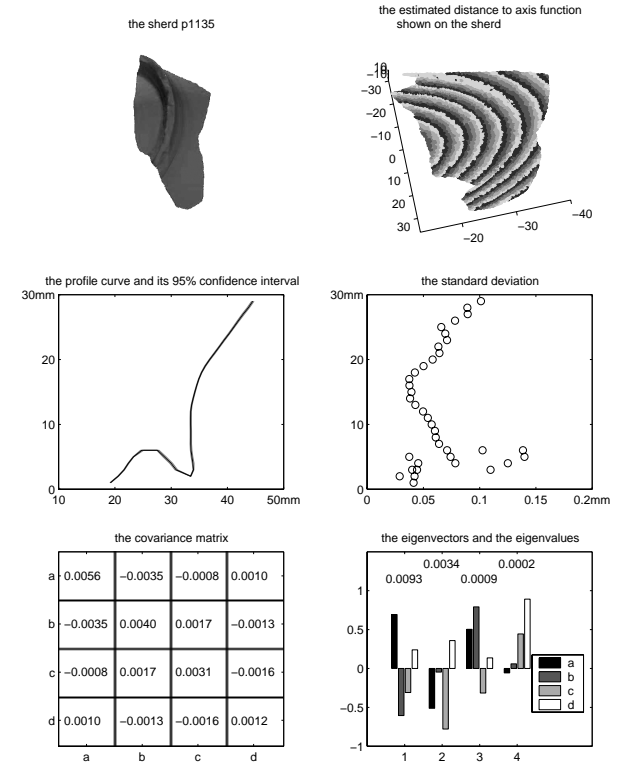 the sherd p1135
the estimated distance to axis function
shown on the sherd
10
0
−10
−30
−20
−10
0
10
20
30
−20
−30
−40
the profile curve and its 95% confidence interval
30mm
20
10
0
10 20 30 40 50mm
the standard deviation
30mm
20
10
0
0 0.05 0.1 0.15 0.2mm
the covariance matrix
a 0.0056 −0.0035 −0.0008 0.0010
b −0.0035 0.0040 0.0017 −0.0013
c −0.0008 0.0017 0.0031 −0.0016
d 0.0010 −0.0013 −0.0016 0.0012
a b c d
the eigenvectors and the eigenvalues
0.0034 0.0002
0.0093 0.0009
1
0.5
0
−0.5
−1
1 2 3 4
a
b
c
d